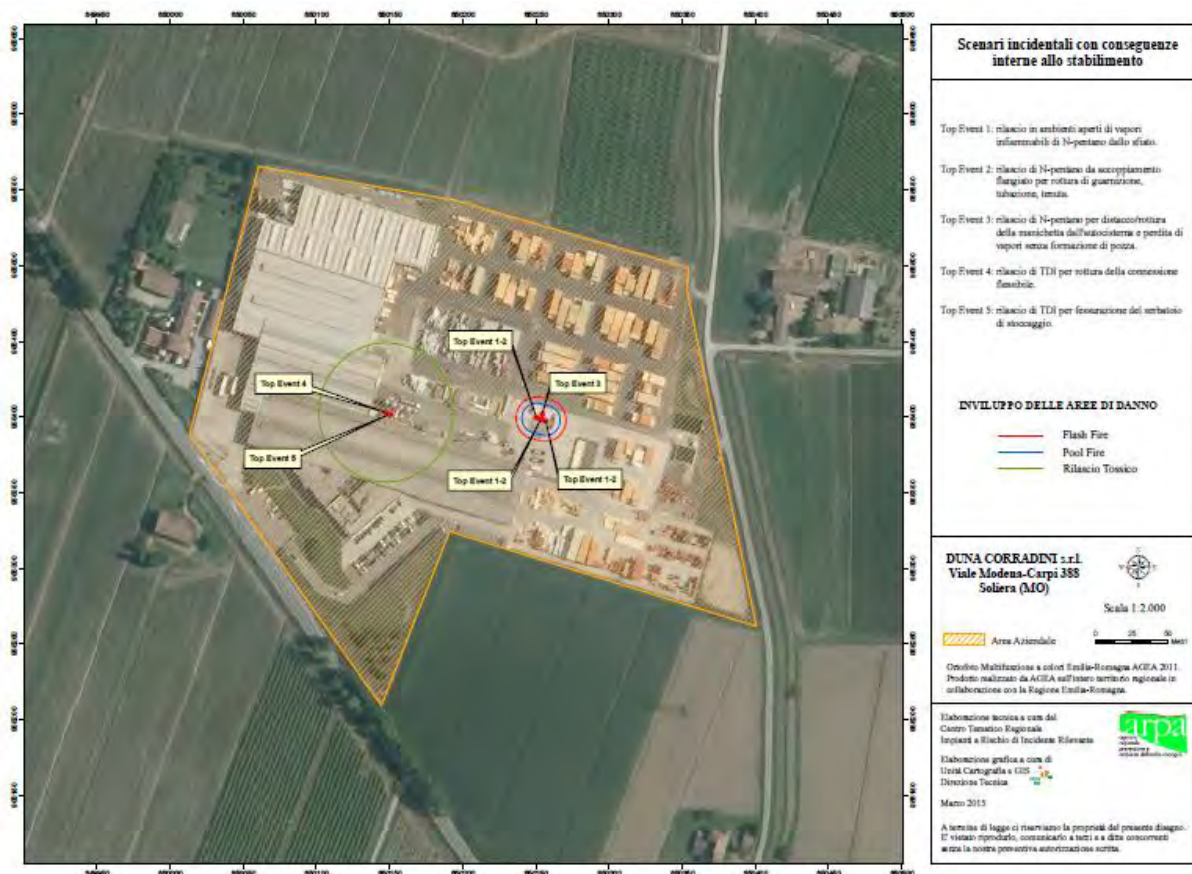 Scenari incidentali con conseguenze
interne allo stabilimento
Top Event 1: rilascio in ambienti aperti di vapori
infiammabili di N-pentano dallo sfiato.
Top Event 2: rilascio di N-pentano da accoppiamento
flangiato per rottura di guarnizione,
tubazione, tenuta.
Top Event 3: rilascio di N-pentano per distacco/rottura
della manichetta dall'autocisterna e perdita di
vapori senza formazione di pozza.
Top Event 4: rilascio di TDI per rottura della connessione
flessibile.
Top Event 5: rilascio di TDI per fessurazione del serbatoio
di stoccaggio.
INVILUPPO DELLE AREE DI DANNO
Flash Fire
Pool Fire
Rilascio Tossico
DUNA CORRADINI s.r.l.
Viale Modena-Carpi 388
Soliera (MO)
Scala 1:2.000
Area Aziendale
0 25 50
Metri
Ortofoto Multifunzione a colori Emilia-Romagna AGEA 2011.
Prodotto realizzato da AGEA sull'intero territorio regionale in
collaborazione con la Regione Emilia-Romagna.
Elaborazione tecnica a cura del
Centro Tematico Regionale
Impianti a Rischio di Incidente Rilevante
arpa
Elaborazione grafica a cura di
Unità Cartografia e GIS
Direzione Tecnica
Marzo 2015
A termine di legge ci riserviamo la proprietà del presente disegno.
E' vietato riprodurlo, comunicarlo a terzi e a ditte concorrenti
senza la nostra preventiva autorizzazione scritta.
Top Event 1-2
Top Event 4
Top Event 3
Top Event 5
Top Event 1-2
Top Event 1-2